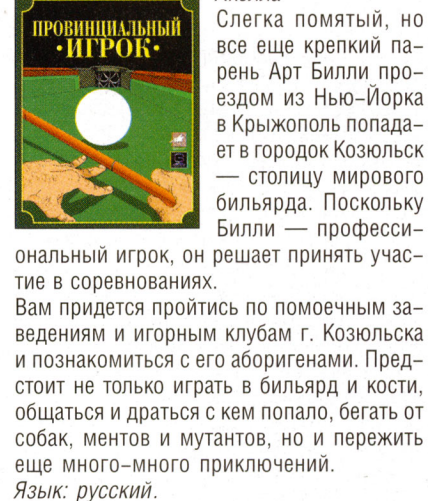 ПРОВИНЦИАЛЬНЫЙ
·ИГРОК·
Слегка помятый, но
все еще крепкий па-
рень Арт Билли про-
ездом из Нью-Йорка
в Крыжополь попада-
ет в городок Козюльск
— столицу мирового
бильярда. Поскольку
Билли — професси-
ональный игрок, он решает принять учас-
тие в соревнованиях.
Вам придется пройтись по помоечным за-
ведениям и игорным клубам г. Козюльска
и познакомиться с его аборигенами. Пред-
стоит не только играть в бильярд и кости,
общаться и драться с кем попало, бегать от
собак, ментов и мутантов, но и пережить
еще много-много приключений.
Язык: русский.